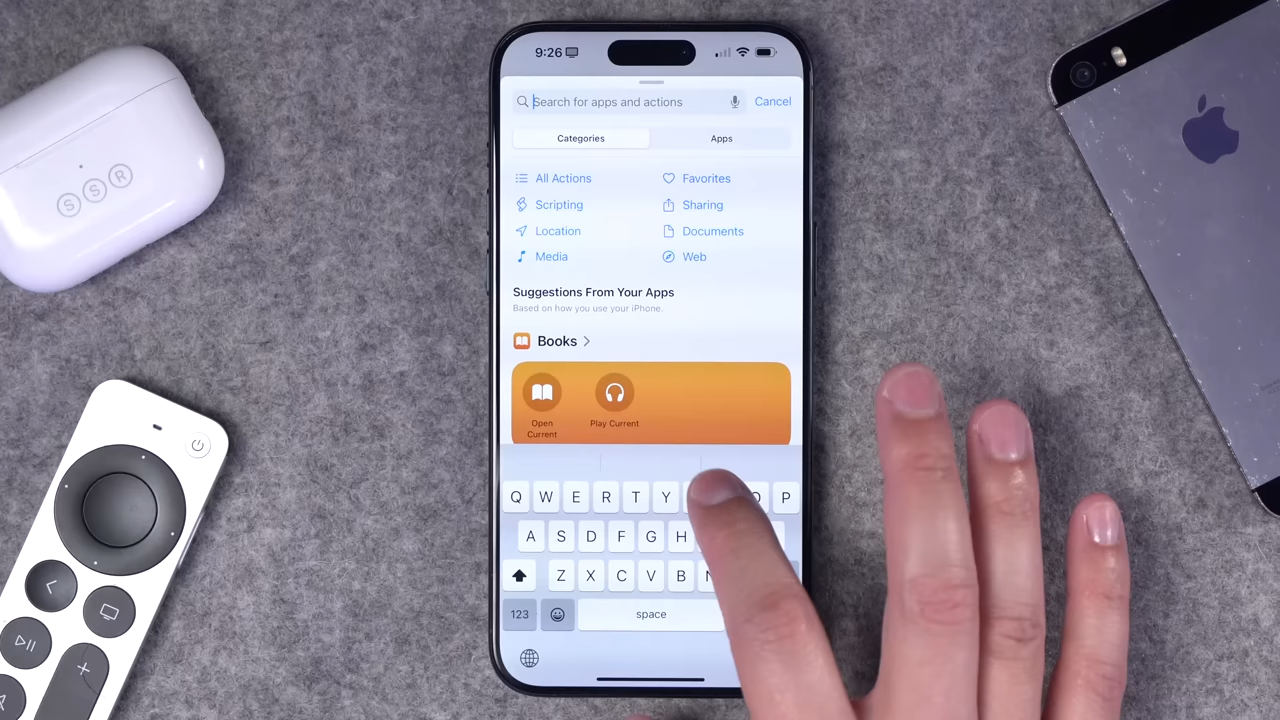 9:26
Search for apps and actions
Cancel
Categories
Apps
All Actions
Favorites
Scripting
Sharing
Location
Documents
Media
Web
Suggestions From Your Apps
Based on how you use your iPhone.
Books
Open
Current
Play Current
Q W E R T Y P
A S D F G H
Z X C V B
123
space
S S R